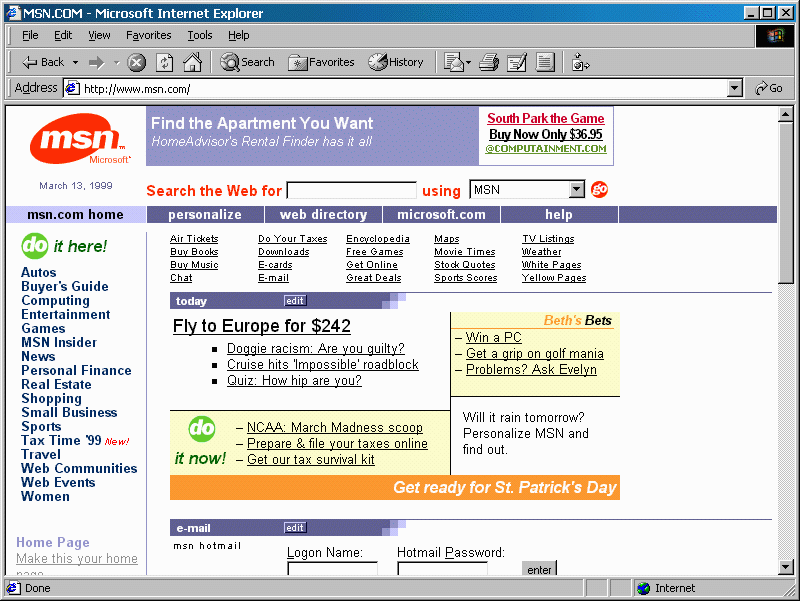 MSN.COM - Microsoft Internet Explorer
File Edit View Favorites Tools Help
Back Search Favorites History
Address http://www.msn.com/ Go
msn
Microsoft
Find the Apartment You Want
HomeAdvisor's Rental Finder has it all
South Park the Game
Buy Now Only $36.95
@COMPUTAINMENT.COM
March 13, 1999
Search the Web for using MSN go
msn.com home personalize web directory microsoft.com help
do it here!
Autos
Buyer's Guide
Computing
Entertainment
Games
MSN Insider
News
Personal Finance
Real Estate
Shopping
Small Business
Sports
Tax Time '99 New!
Travel
Web Communities
Web Events
Women
Home Page
Make this your home
page
Air Tickets Do Your Taxes Encyclopedia Maps TV Listings
Buy Books Downloads Free Games Movie Times Weather
Buy Music E-cards Get Online Stock Quotes White Pages
Chat E-mail Great Deals Sports Scores Yellow Pages
today edit
Fly to Europe for $242
Doggie racism: Are you guilty?
Cruise hits 'Impossible' roadblock
Quiz: How hip are you?
Beth's Bets
– Win a PC
– Get a grip on golf mania
– Problems? Ask Evelyn
do it now!
– NCAA: March Madness scoop
– Prepare & file your taxes online
– Get our tax survival kit
Will it rain tomorrow?
Personalize MSN and
find out.
Get ready for St. Patrick's Day
e-mail edit
msn hotmail
Logon Name: Hotmail Password:
enter
Done Internet